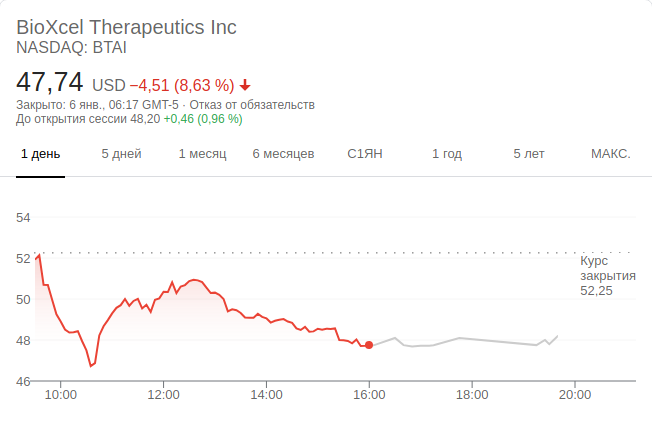 BioXcel Therapeutics Inc
NASDAQ: BTAI
47,74 USD −4,51 (8,63 %)
Закрыто: 6 янв., 06:17 GMT-5 · Отказ от обязательств
До открытия сессии 48,20 +0,46 (0,96 %)
1 день 5 дней 1 месяц 6 месяцев С1ЯН 1 год 5 лет МАКС.
54
52
50
48
46
Курс
закрытия
52,25
10:00 12:00 14:00 16:00 18:00 20:00